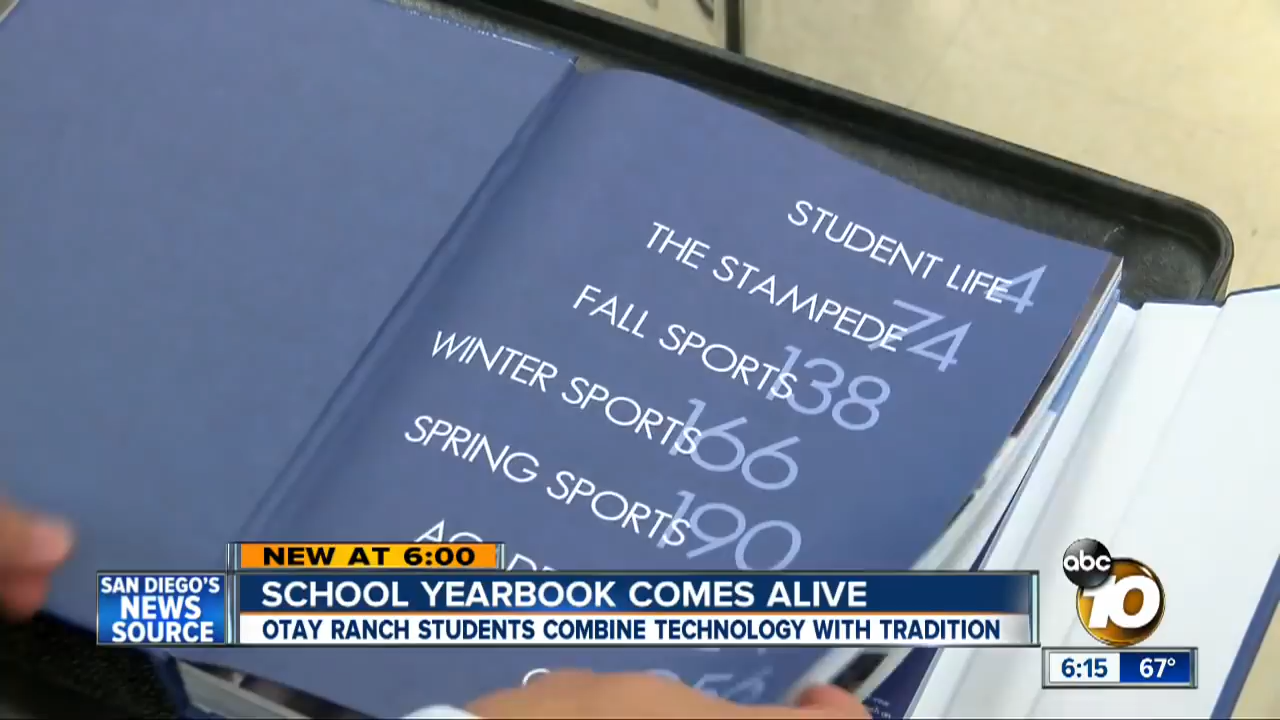 STUDENT LIFE 4
THE STAMPEDE 74
FALL SPORTS 138
WINTER SPORTS 166
SPRING SPORTS 190
NEW AT 6:00
SAN DIEGO'S
NEWS
SOURCE
SCHOOL YEARBOOK COMES ALIVE
OTAY RANCH STUDENTS COMBINE TECHNOLOGY WITH TRADITION
abc
10
6:15 67°